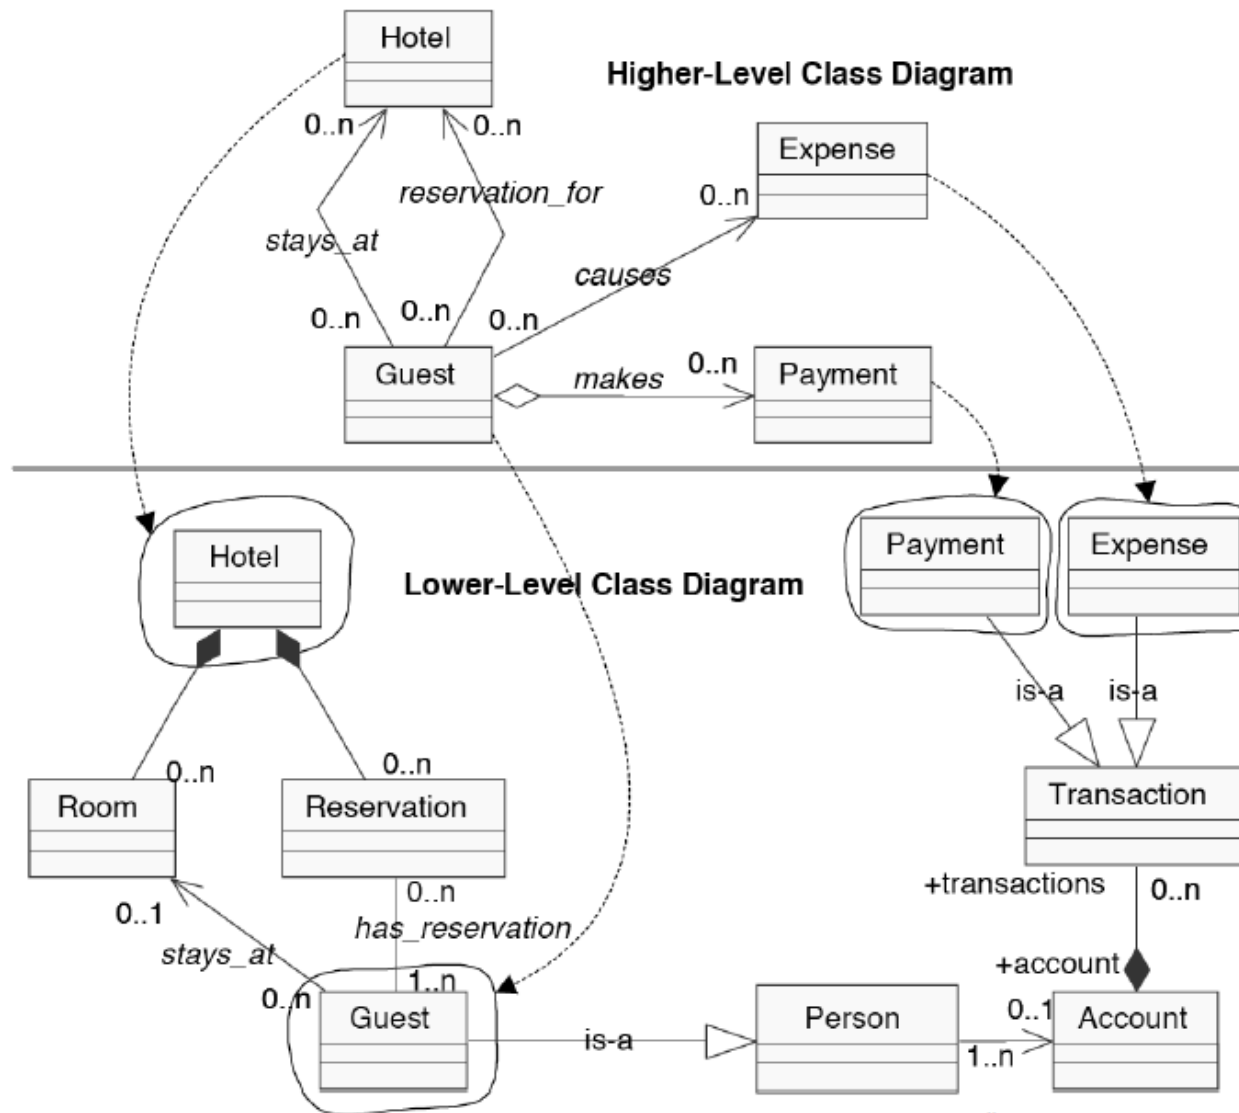 Hotel
Higher-Level Class Diagram
0..n
0..n
Expense
reservation_for
0..n
stays_at
causes
0..n
0..n
0..n
Guest
makes
0..n
Payment
Hotel
Payment
Expense
Lower-Level Class Diagram
is-a
is-a
0..n
0..n
Room
Reservation
Transaction
+transactions
0..n
0..n
0..1
has_reservation
stays_at
+account
1..n
0..n
Guest
is-a
Person
0..1
1..n
Account